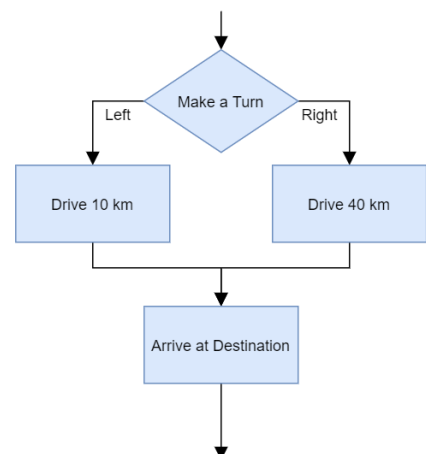 Make a Turn
Left
Right
Drive 10 km
Drive 40 km
Arrive at Destination